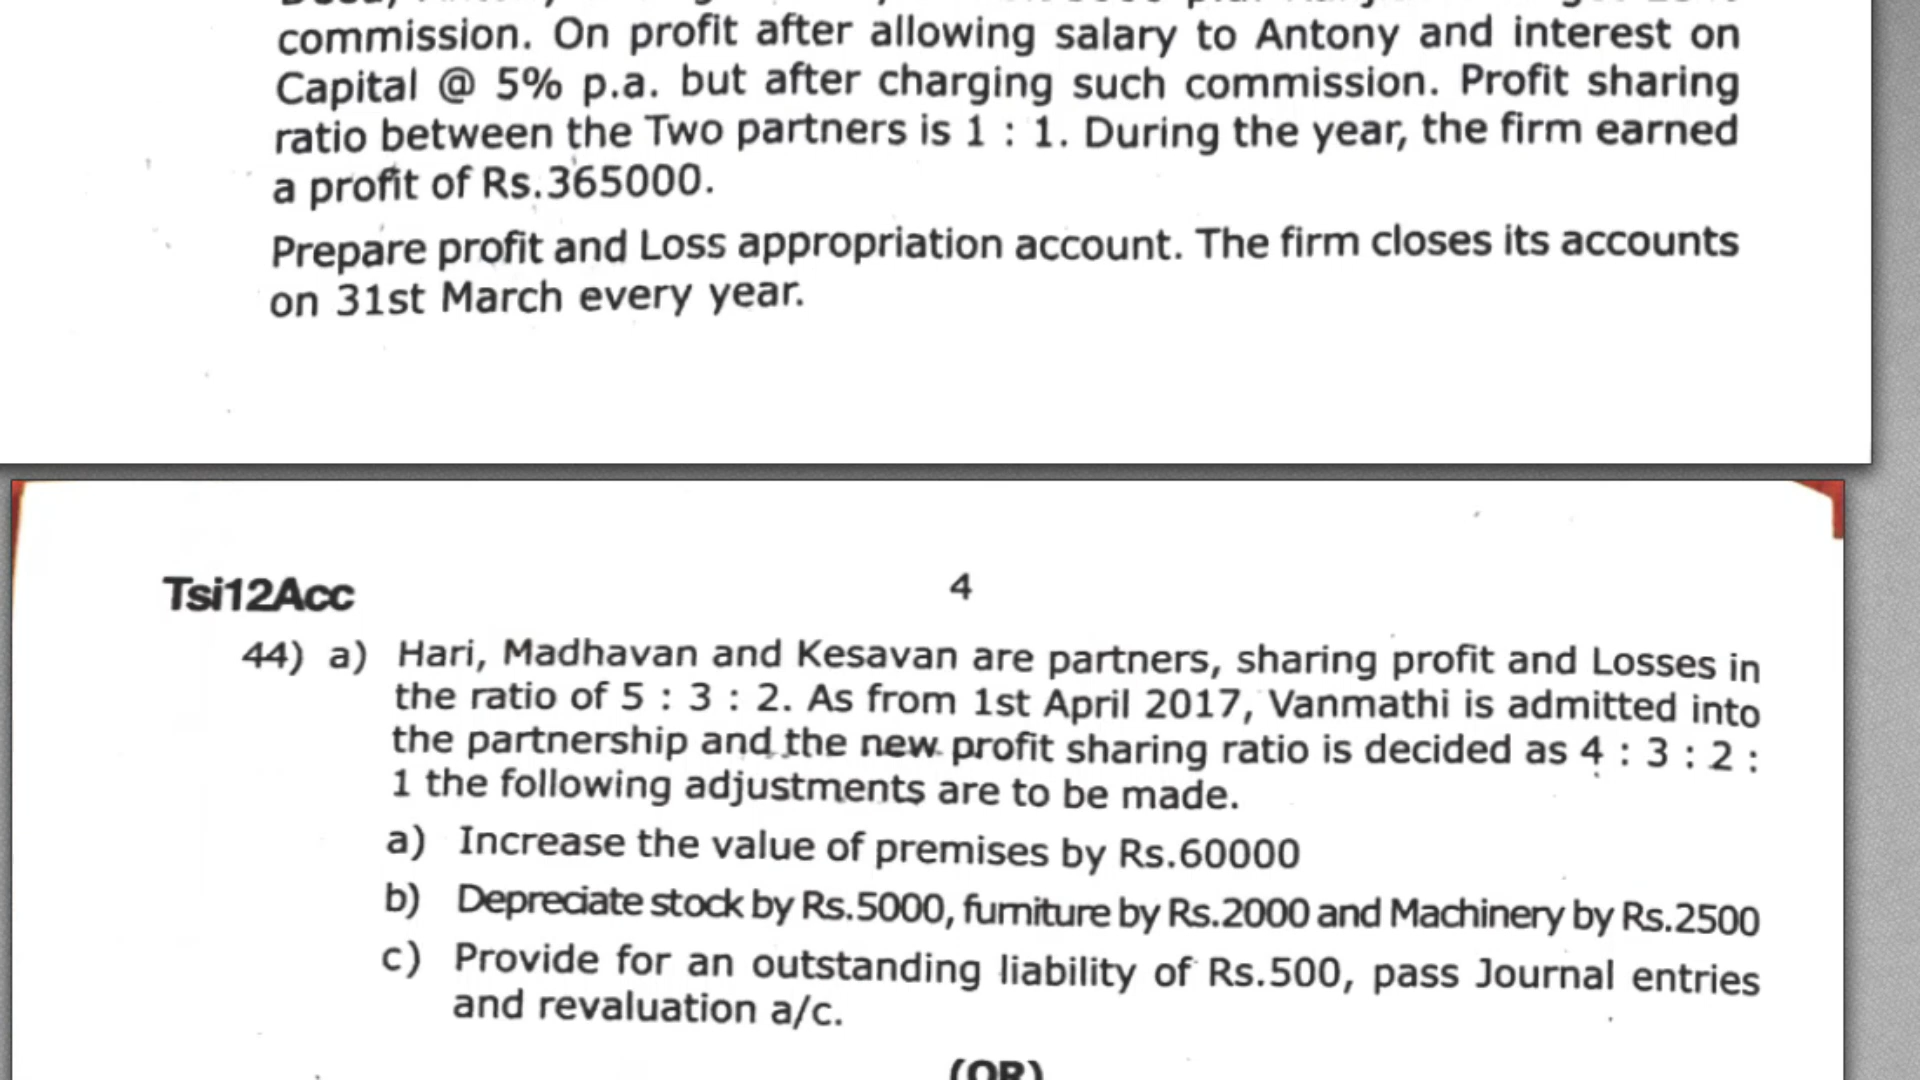 commission. On profit after allowing salary to Antony and interest on
Capital @ 5% p.a. but after charging such commission. Profit sharing
ratio between the Two partners is 1 : 1. During the year, the firm earned
a profit of Rs.365000.
Prepare profit and Loss appropriation account. The firm closes its accounts
on 31st March every year.
Tsi12Acc
4
44) a) Hari, Madhavan and Kesavan are partners, sharing profit and Losses in
the ratio of 5 : 3 : 2. As from 1st April 2017, Vanmathi is admitted into
the partnership and the new profit sharing ratio is decided as 4 : 3 : 2 :
1 the following adjustments are to be made.
a) Increase the value of premises by Rs.60000
b) Depreciate stock by Rs.5000, furniture by Rs.2000 and Machinery by Rs.2500
c) Provide for an outstanding liability of Rs.500, pass Journal entries
and revaluation a/c.
(OR)